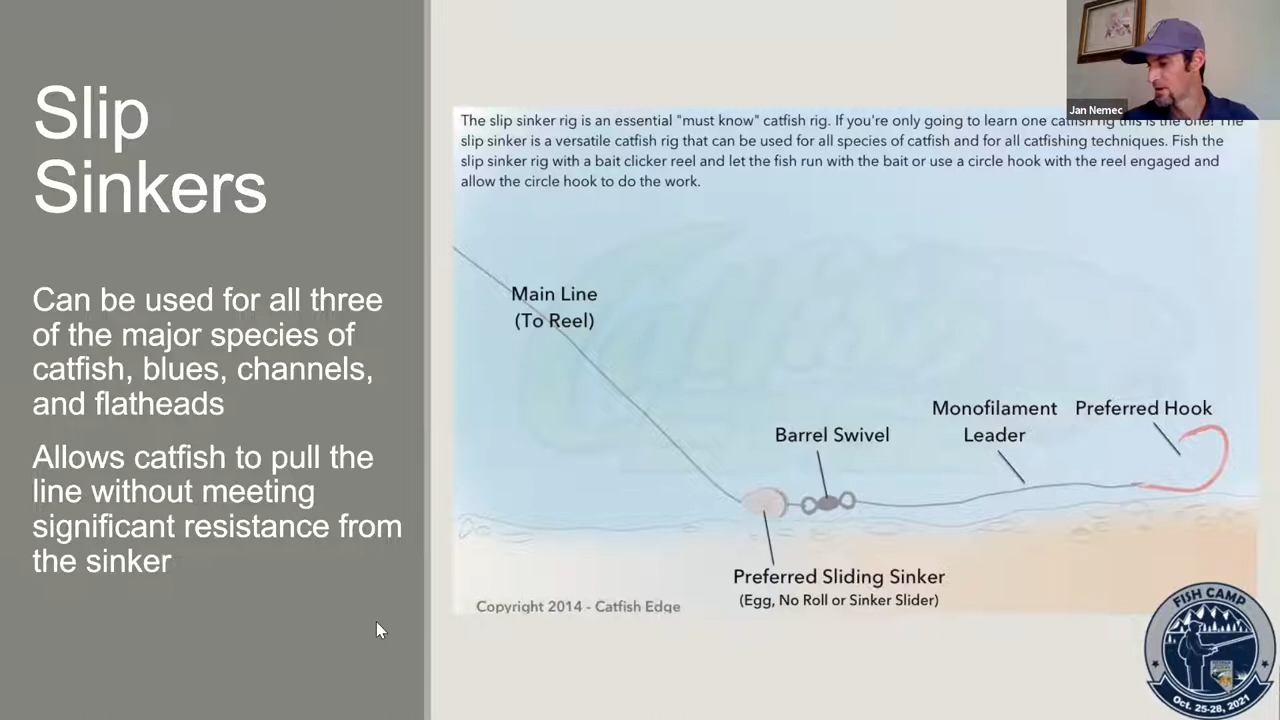 Slip
Sinkers
Can be used for all three
of the major species of
catfish, blues, channels,
and flatheads
Allows catfish to pull the
line without meeting
significant resistance from
the sinker
Jan Nemec
The slip sinker rig is an essential "must know" catfish rig. If you're only going to learn one catfish rig this is the one! The
slip sinker is a versatile catfish rig that can be used for all species of catfish and for all catfishing techniques. Fish the
slip sinker rig with a bait clicker reel and let the fish run with the bait or use a circle hook with the reel engaged and
allow the circle hook to do the work.
Main Line
(To Reel)
Barrel Swivel
Monofilament
Leader
Preferred Hook
Preferred Sliding Sinker
(Egg, No Roll or Sinker Slider)
Copyright 2014 - Catfish Edge
FISH CAMP
Oct. 25-28, 2021